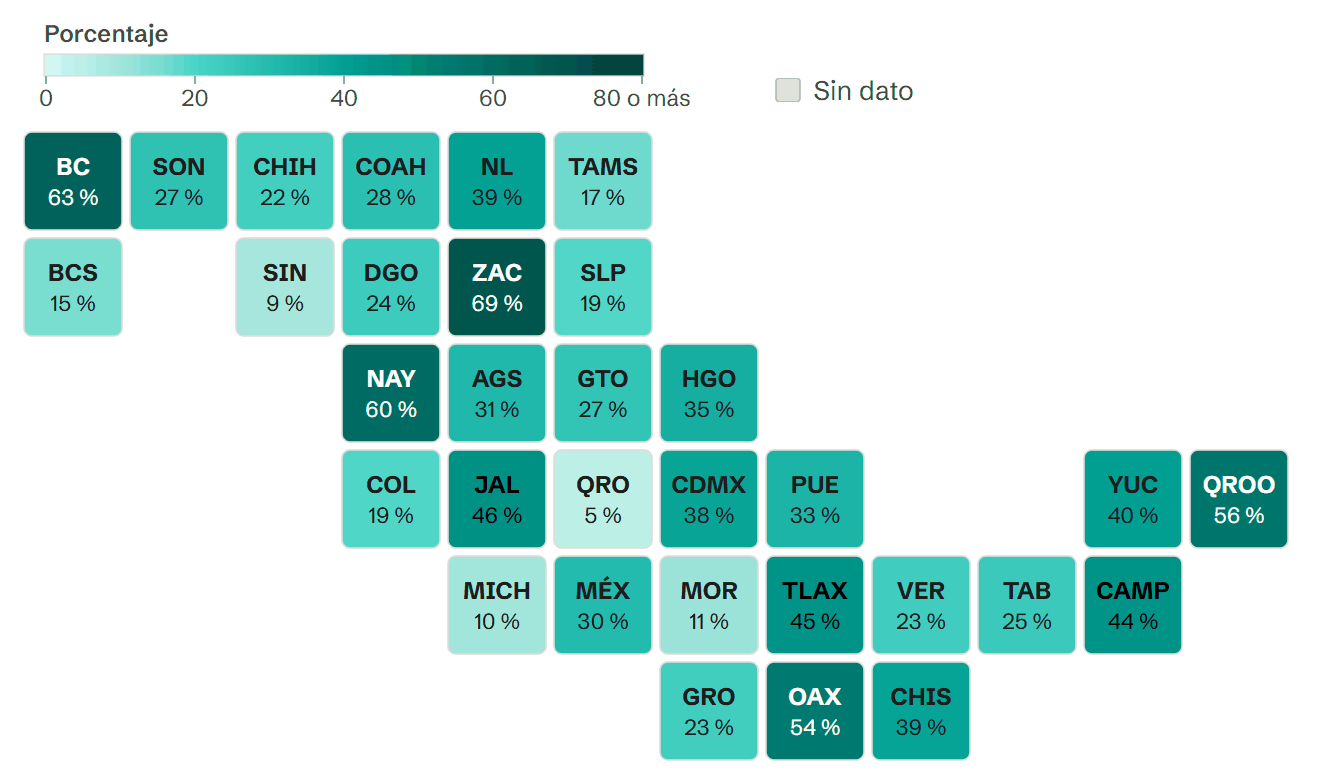 Porcentaje
0 20 40 60 80 o más
Sin dato
BC SON CHIH COAH NL TAMS
63 % 27 % 22 % 28 % 39 % 17 %
BCS SIN DGO ZAC SLP
15 % 9 % 24 % 69 % 19 %
NAY AGS GTO HGO
60 % 31 % 27 % 35 %
COL JAL QRO CDMX PUE YUC QROO
19 % 46 % 5 % 38 % 33 % 40 % 56 %
MICH MÉX MOR TLAX VER TAB CAMP
10 % 30 % 11 % 45 % 23 % 25 % 44 %
GRO OAX CHIS
23 % 54 % 39 %